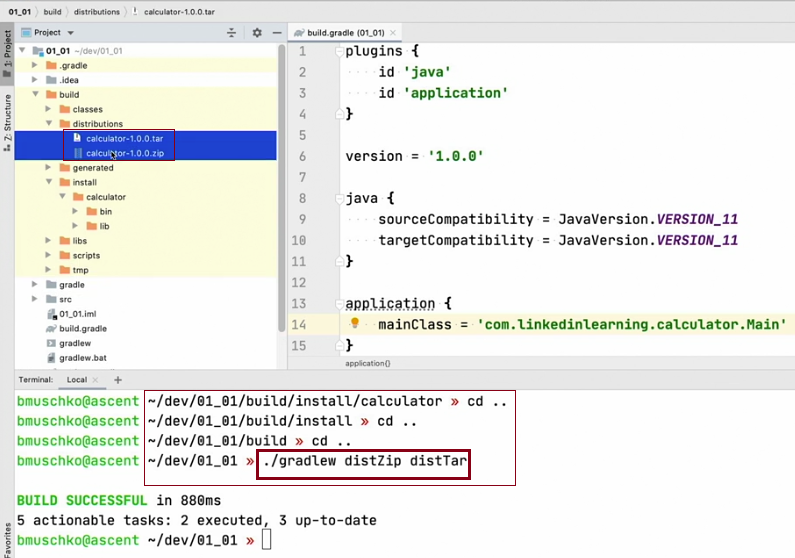 01_01 build distributions calculator-1.0.0.tar
1: Project
Project
build.gradle (01_01)
01_01 ~/dev/01_01
.gradle
.idea
build
classes
distributions
calculator-1.0.0.tar
calculator-1.0.0.zip
generated
install
calculator
bin
lib
libs
scripts
tmp
gradle
src
01_01.iml
build.gradle
gradlew
gradlew.bat
Z: Structure
1 plugins {
2 id 'java'
3 id 'application'
4 }
5
6 version = '1.0.0'
7
8 java {
9 sourceCompatibility = JavaVersion.VERSION_11
10 targetCompatibility = JavaVersion.VERSION_11
11 }
12
13 application {
14 mainClass = 'com.linkedinlearning.calculator.Main'
15 }
application{}
Terminal: Local
bmuschko@ascent ~/dev/01_01/build/install/calculator » cd ..
bmuschko@ascent ~/dev/01_01/build/install » cd ..
bmuschko@ascent ~/dev/01_01/build » cd ..
bmuschko@ascent ~/dev/01_01 » ./gradlew distZip distTar
BUILD SUCCESSFUL in 880ms
5 actionable tasks: 2 executed, 3 up-to-date
bmuschko@ascent ~/dev/01_01 »
Favorites